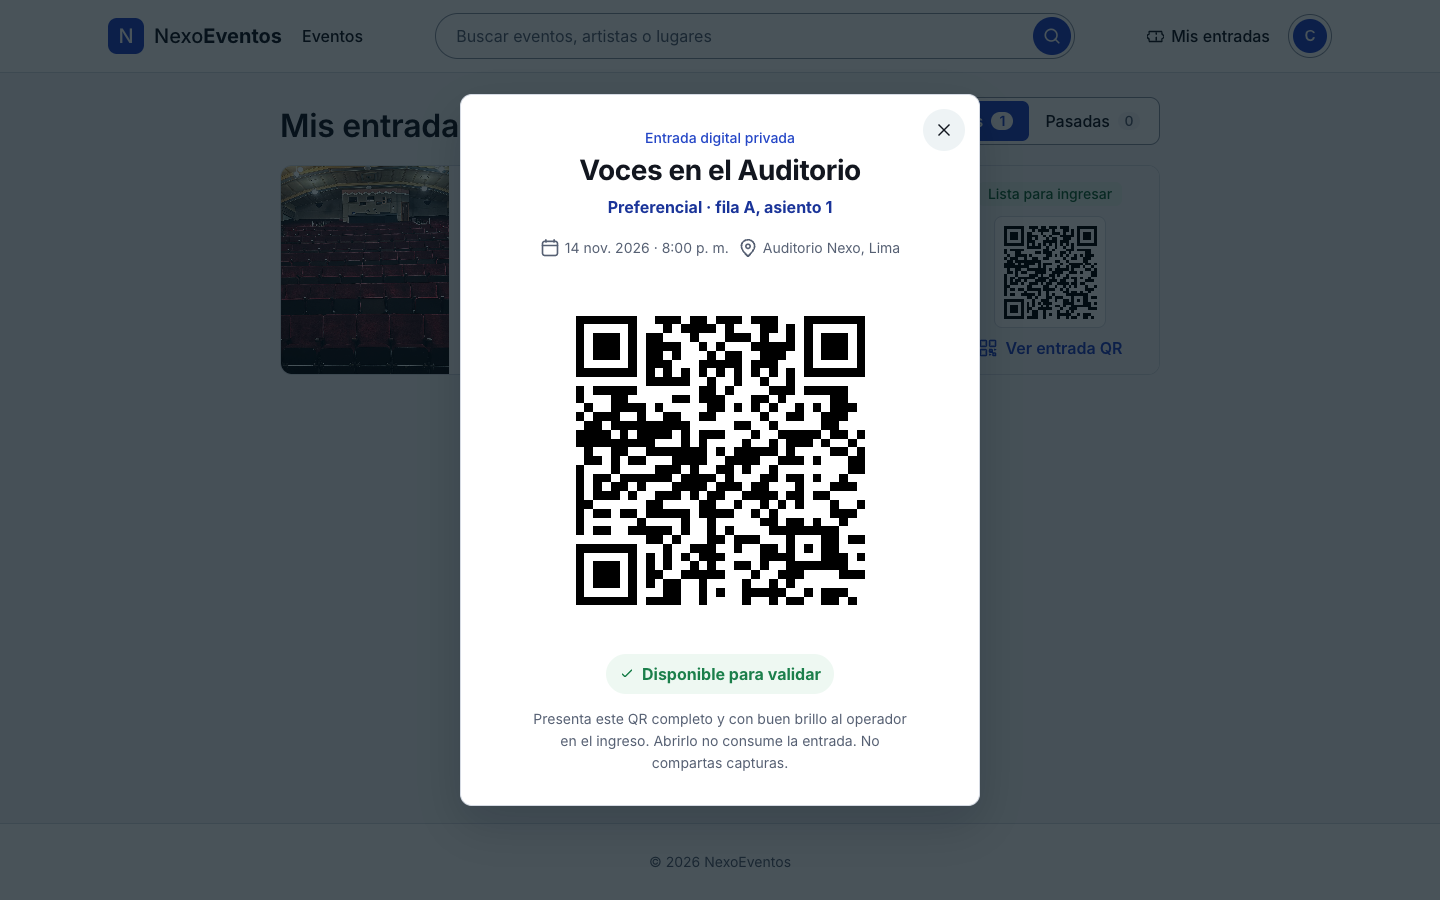 N NexoEventos Eventos Buscar eventos, artistas o lugares Mis entradas C
Mis entrada
1 Pasadas 0
Entrada digital privada
Voces en el Auditorio
Preferencial · fila A, asiento 1
14 nov. 2026 · 8:00 p. m. Auditorio Nexo, Lima
Lista para ingresar
Ver entrada QR
Disponible para validar
Presenta este QR completo y con buen brillo al operador
en el ingreso. Abrirlo no consume la entrada. No
compartas capturas.
© 2026 NexoEventos